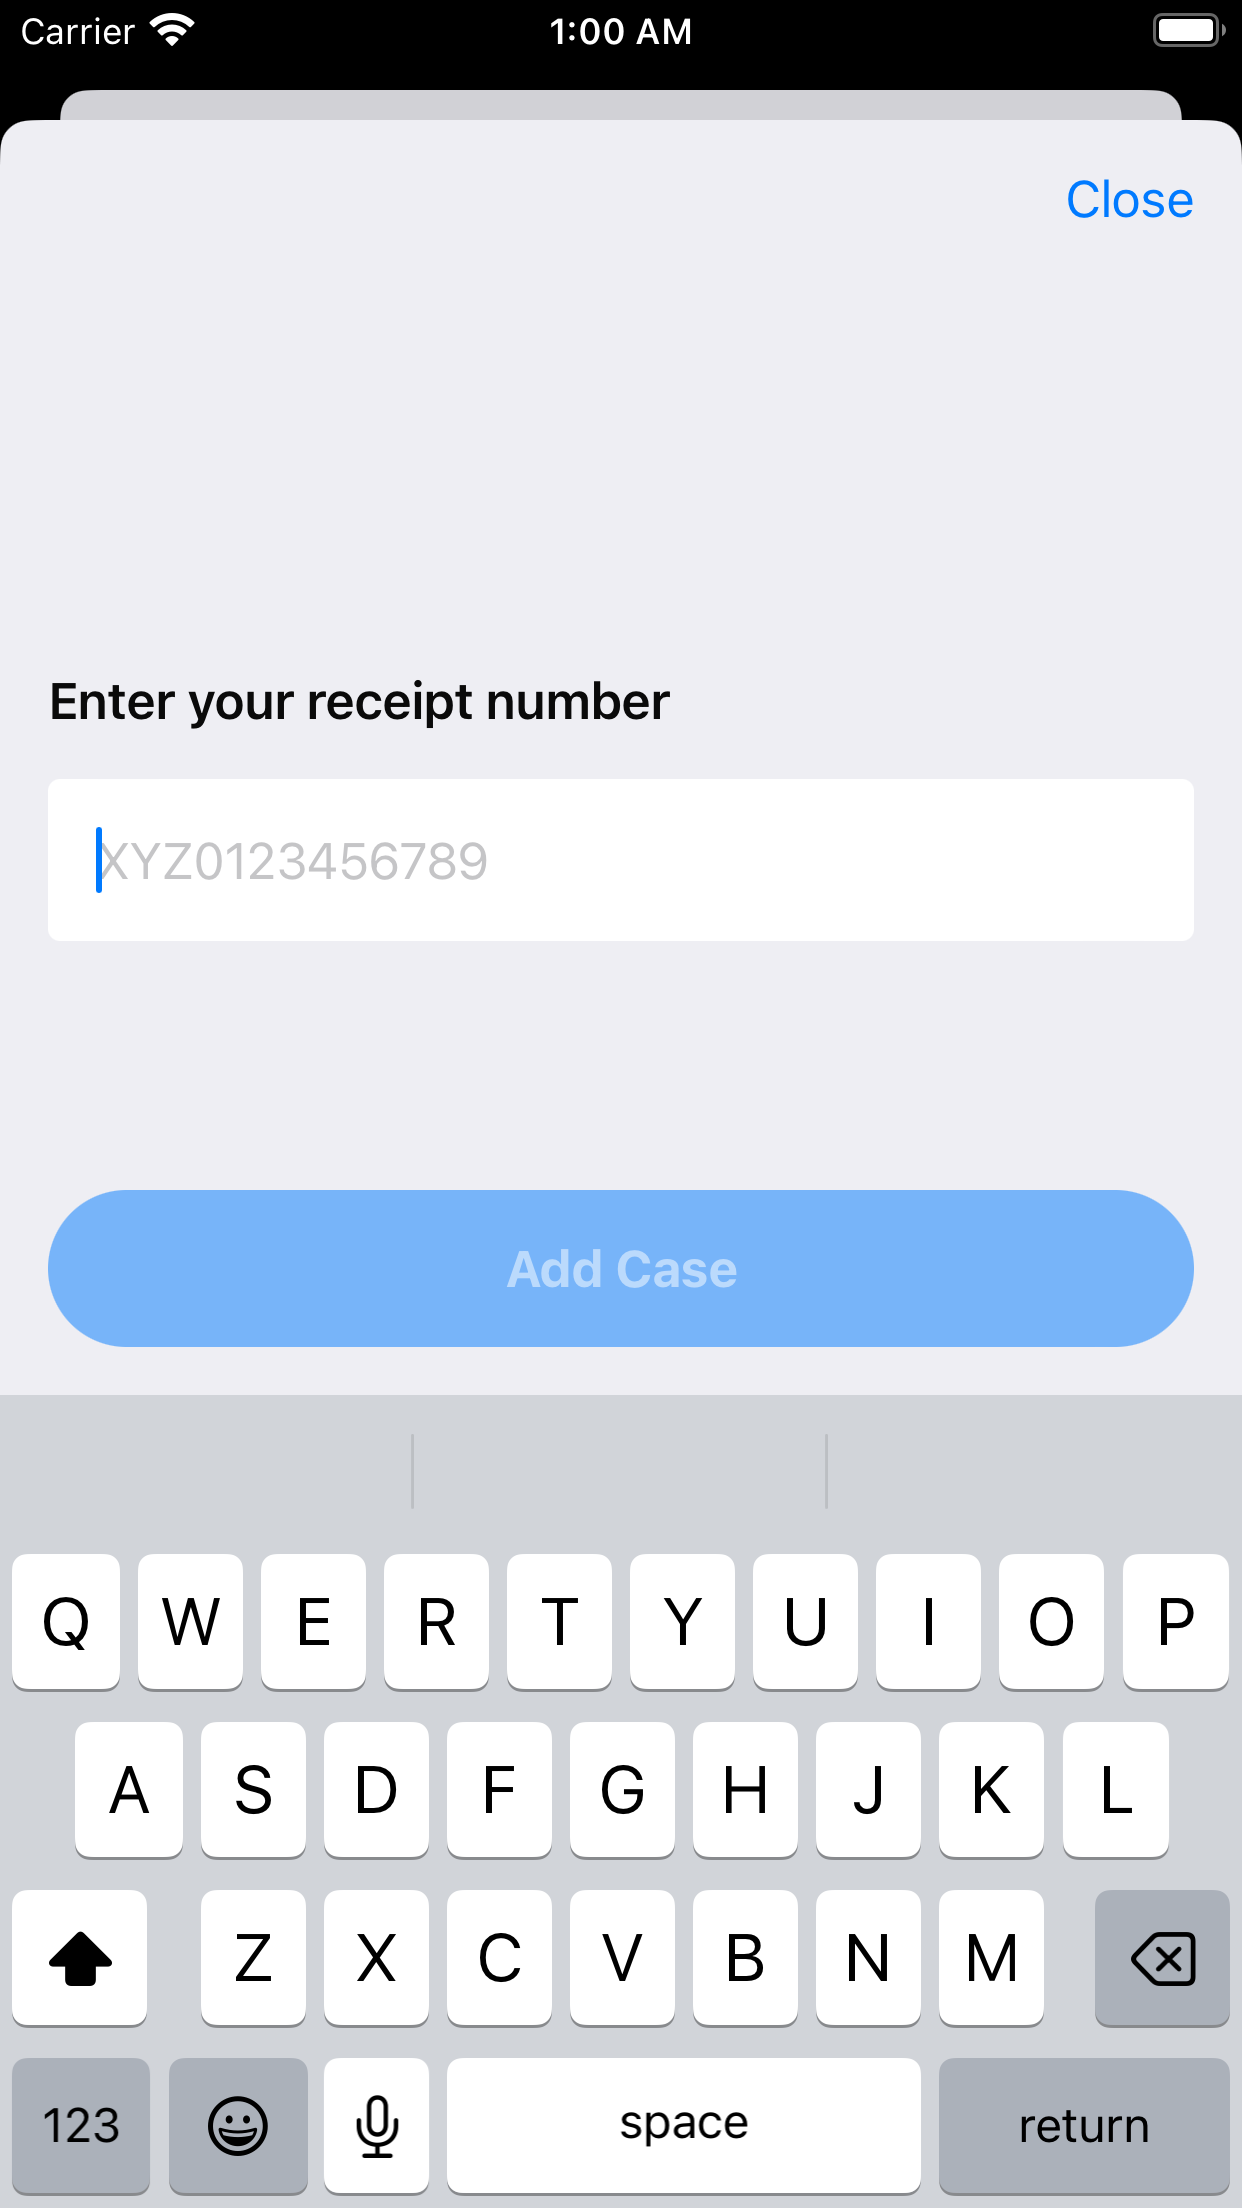 Carrier 1:00 AM
Close
Enter your receipt number
XYZ0123456789
Add Case
Q W E R T Y U I O P
A S D F G H J K L
Z X C V B N M
123 space return